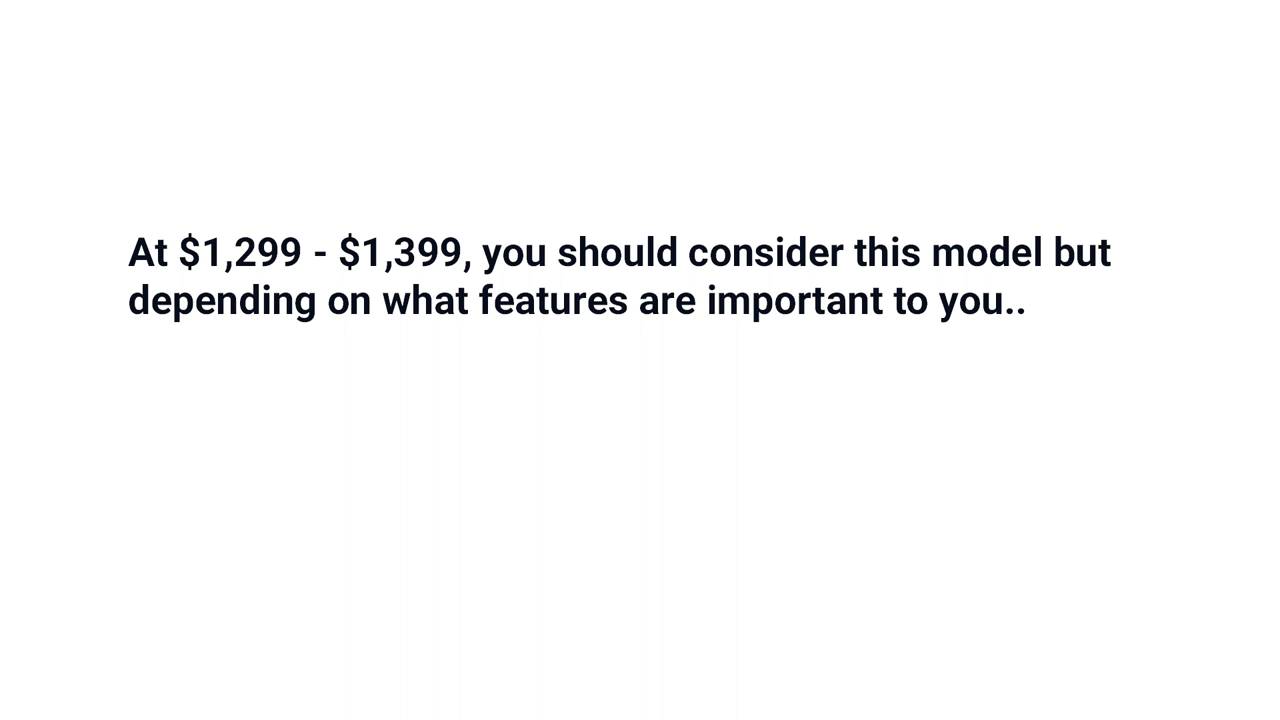 At $1,299 - $1,399, you should consider this model but
depending on what features are important to you..